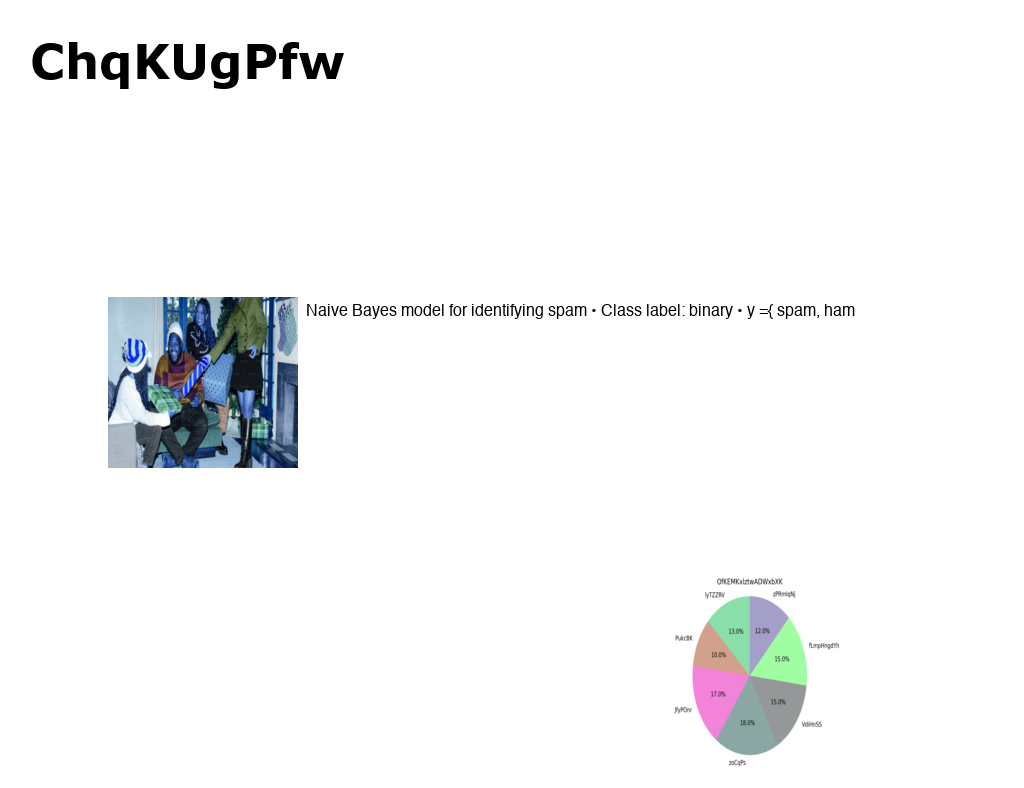 ChqKUgPfw
Naive Bayes model for identifying spam • Class label: binary • y ={ spam, ham
OfKEMKxIztwADWxbXK
iyTZZRV
zPRmIqNj
PukcBK
fLmpHngdYh
JfyPOnr
VdiHnSS
zoCqPs
13.0%
12.0%
10.0%
15.0%
17.0%
15.0%
18.0%